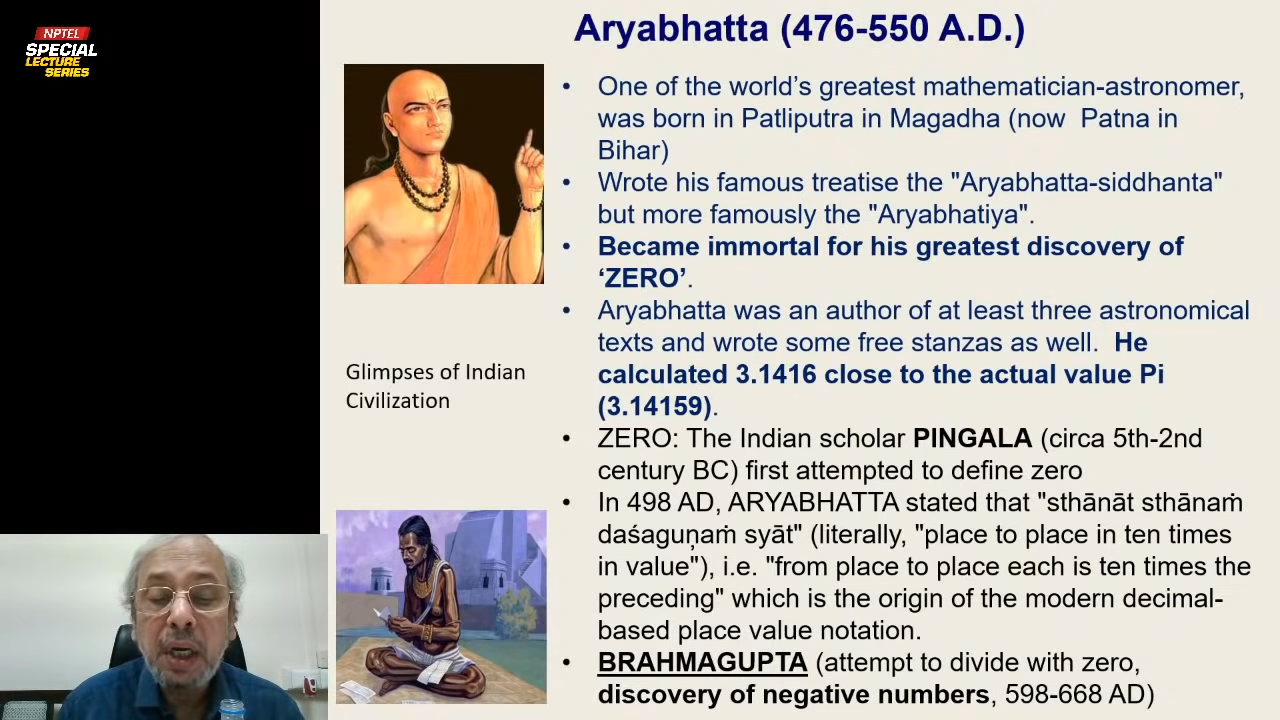 NPTEL
SPECIAL
LECTURE
SERIES
Aryabhatta (476-550 A.D.)
• One of the world’s greatest mathematician-astronomer,
was born in Patliputra in Magadha (now Patna in
Bihar)
• Wrote his famous treatise the "Aryabhatta-siddhanta"
but more famously the "Aryabhatiya".
• Became immortal for his greatest discovery of
‘ZERO’.
• Aryabhatta was an author of at least three astronomical
texts and wrote some free stanzas as well. He
calculated 3.1416 close to the actual value Pi
(3.14159).
• ZERO: The Indian scholar PINGALA (circa 5th-2nd
century BC) first attempted to define zero
• In 498 AD, ARYABHATTA stated that "sthānāt sthānaṁ
daśaguṇaṁ syāt" (literally, "place to place in ten times
in value"), i.e. "from place to place each is ten times the
preceding" which is the origin of the modern decimal-
based place value notation.
• BRAHMAGUPTA (attempt to divide with zero,
discovery of negative numbers, 598-668 AD)
Glimpses of Indian
Civilization